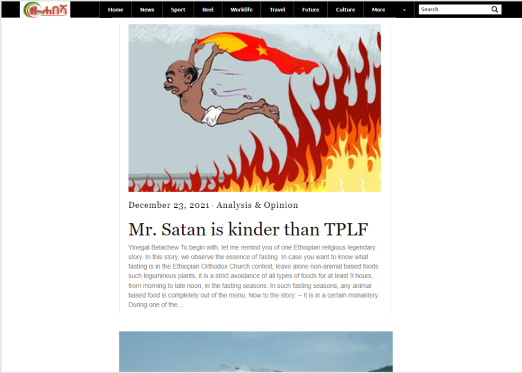 ዘ-ሐበሻ
Home News Sport Reel Worklife Travel Future Culture More
Search
December 23, 2021 · Analysis & Opinion
Mr. Satan is kinder than TPLF
Yinegal Belachew To begin with, let me remind you of one Ethiopian religious legendary
story. In this story, we observe the essence of fasting. In case you want to know what
fasting is in the Ethiopian Orthodox Church context, leave alone non-animal based foods
such leguminous plants, it is a strict avoidance of all types of foods for at least 9 hours,
from morning to late noon, in the fasting seasons. In such fasting seasons, any animal
based food is completely out of the menu. Now to the story: – It is in a certain monastery.
During one of the...